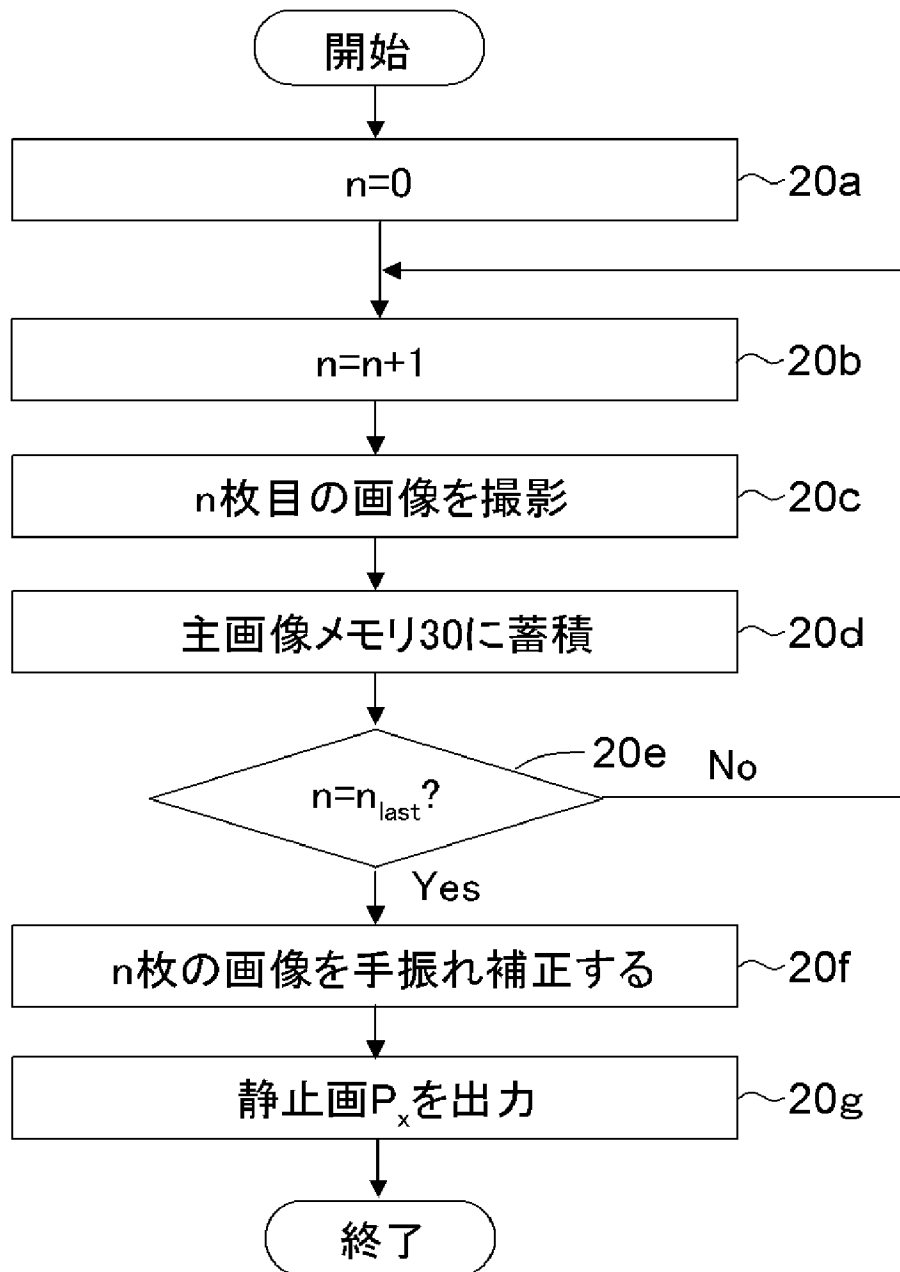 開始
n=0
20a
n=n+1
20b
n枚目の画像を撮影
20c
主画像メモリ30に蓄積
20d
n=nlast?
20e
No
Yes
n枚の画像を手振れ補正する
20f
静止画Pxを出力
20g
終了